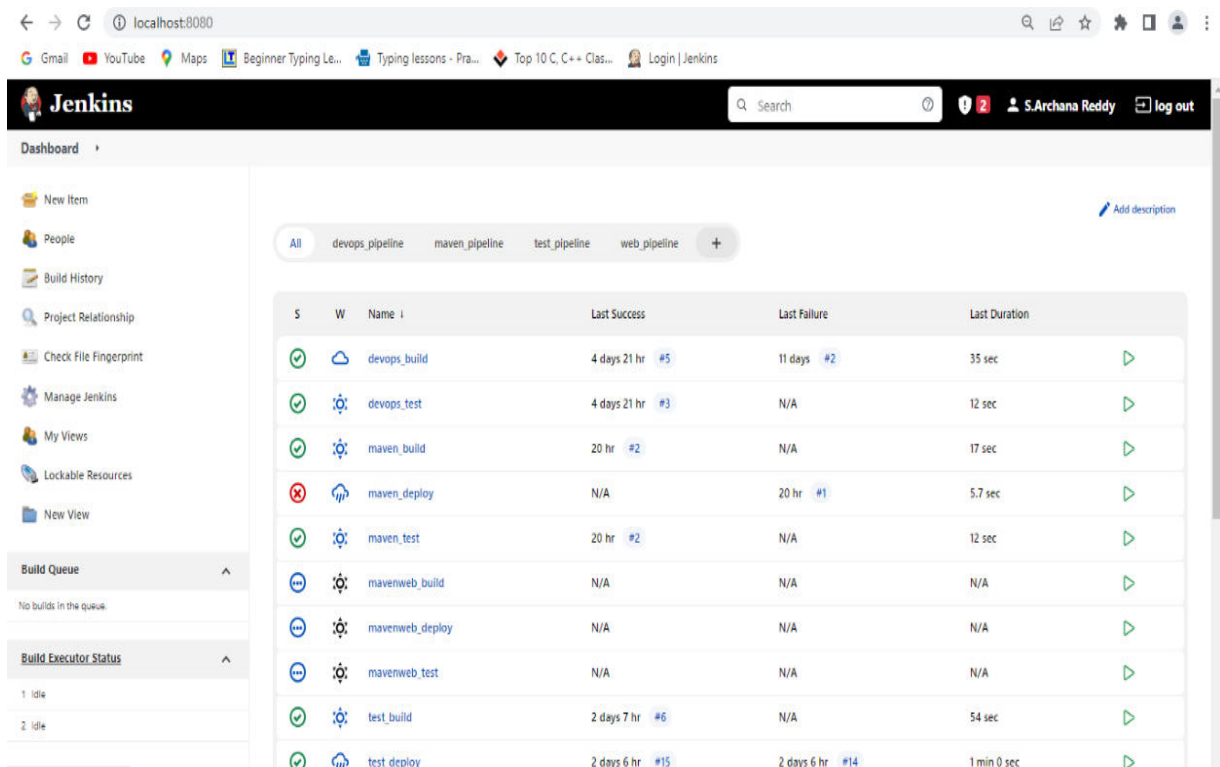 localhost:8080
Gmail YouTube Maps Beginner Typing Le... Typing lessons - Pra... Top 10 C, C++ Clas... Login | Jenkins
Jenkins Search 2 S.Archana Reddy log out
Dashboard
New Item
People
Build History
Project Relationship
Check File Fingerprint
Manage Jenkins
My Views
Lockable Resources
New View
Build Queue
No builds in the queue.
Build Executor Status
1 Idle
2 Idle
Add description
All devops_pipeline maven_pipeline test_pipeline web_pipeline +
S W Name ↓ Last Success Last Failure Last Duration
devops_build 4 days 21 hr #5 11 days #2 35 sec
devops_test 4 days 21 hr #3 N/A 12 sec
maven_build 20 hr #2 N/A 17 sec
maven_deploy N/A 20 hr #1 5.7 sec
maven_test 20 hr #2 N/A 12 sec
mavenweb_build N/A N/A N/A
mavenweb_deploy N/A N/A N/A
mavenweb_test N/A N/A N/A
test_build 2 days 7 hr #6 N/A 54 sec
test_deploy 2 days 6 hr #15 2 days 6 hr #14 1 min 0 sec